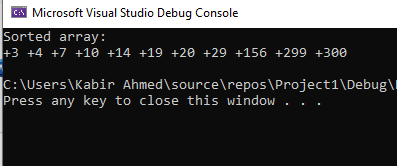 Microsoft Visual Studio Debug Console
Sorted array:
+3 +4 +7 +10 +14 +19 +20 +29 +156 +299 +300
C:\Users\Kabir Ahmed\source\repos\Project1\Debug\
Press any key to close this window . . .